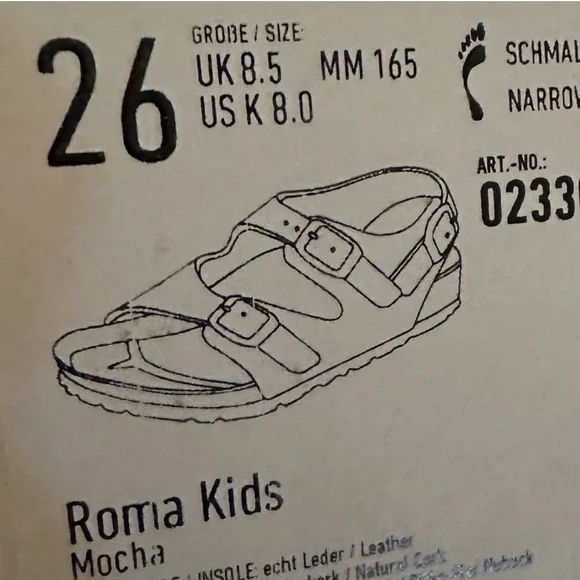 26
GRÖßE / SIZE:
UK 8.5 MM 165
US K 8.0
SCHMAL
NARROW
ART.-NO.:
0233
Roma Kids
Mocha
/ INSOLE: echt Leder / Leather
/ Natural Cork